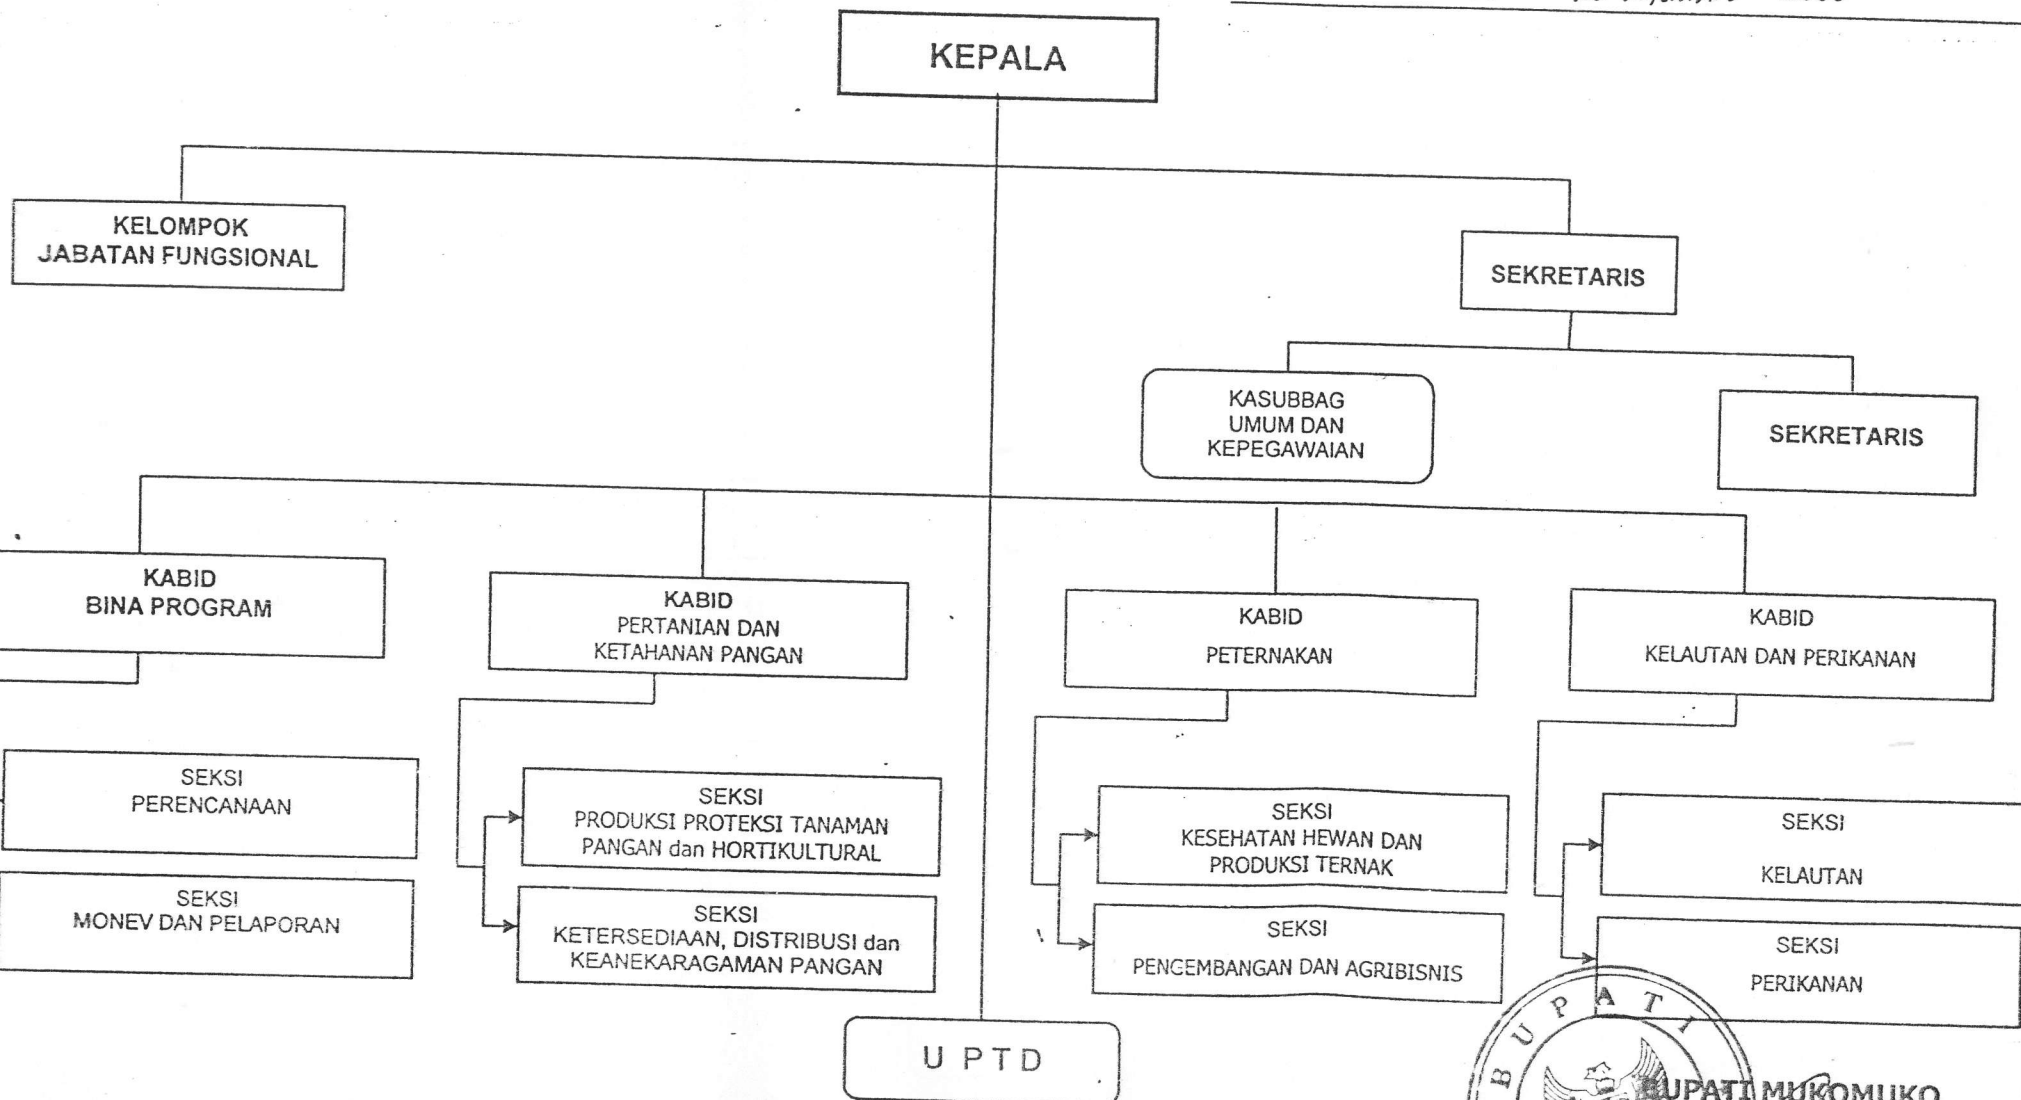 KEPALA
KELOMPOK
JABATAN FUNGSIONAL
SEKRETARIS
KASUBBAG
UMUM DAN
KEPEGAWAIAN
SEKRETARIS
KABID
BINA PROGRAM
KABID
PERTANIAN DAN
KETAHANAN PANGAN
KABID
PETERNAKAN
KABID
KELAUTAN DAN PERIKANAN
SEKSI
PERENCANAAN
SEKSI
PRODUKSI PROTEKSI TANAMAN
PANGAN dan HORTIKULTURAL
SEKSI
KESEHATAN HEWAN DAN
PRODUKSI TERNAK
SEKSI
KELAUTAN
SEKSI
MONEV DAN PELAPORAN
SEKSI
KETERSEDIAAN, DISTRIBUSI dan
KEANEKARAGAMAN PANGAN
SEKSI
PENGEMBANGAN DAN AGRIBISNIS
SEKSI
PERIKANAN
U PTD
BUPATI
BUPATI MUKOMUKO